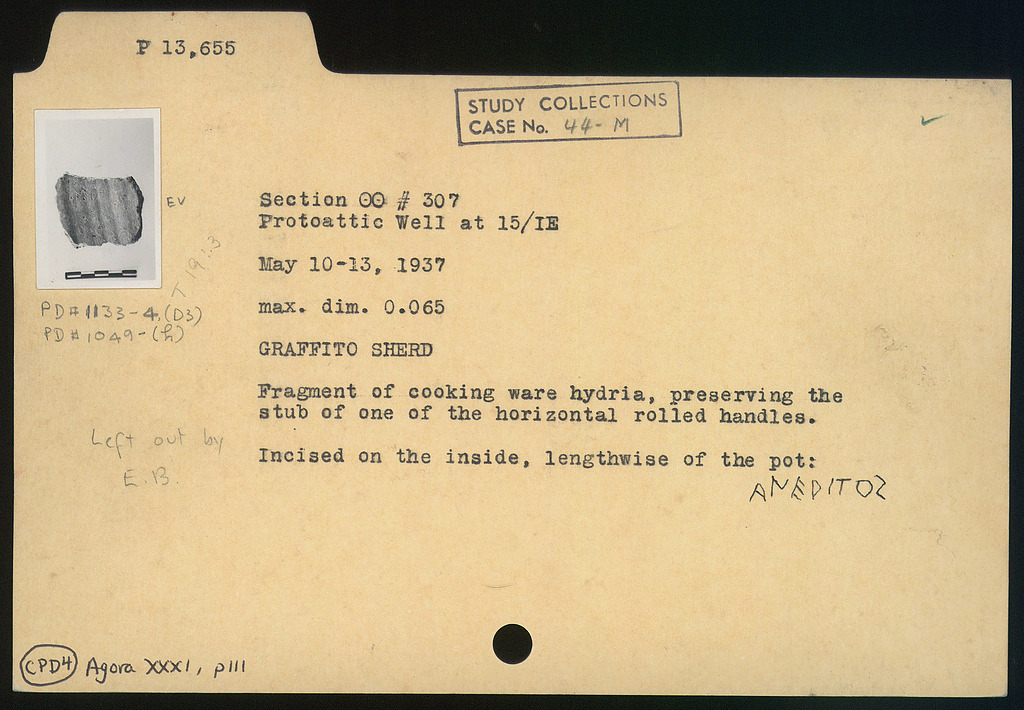 P 13,655
STUDY COLLECTIONS
CASE No. 44-M
EV
Section ΘΘ # 307
Protoattic Well at 15/ΙΕ
May 10-13, 1937
T 19:3
max. dim. 0.065
PD#1133-4,(D3)
PD#1049-(h)
GRAFFITO SHERD
Fragment of cooking ware hydria, preserving the
stub of one of the horizontal rolled handles.
Left out by
E.B.
Incised on the inside, lengthwise of the pot:
ΑΜΕDΙΤΟΣ
CPD4 Agora XXXI, p111